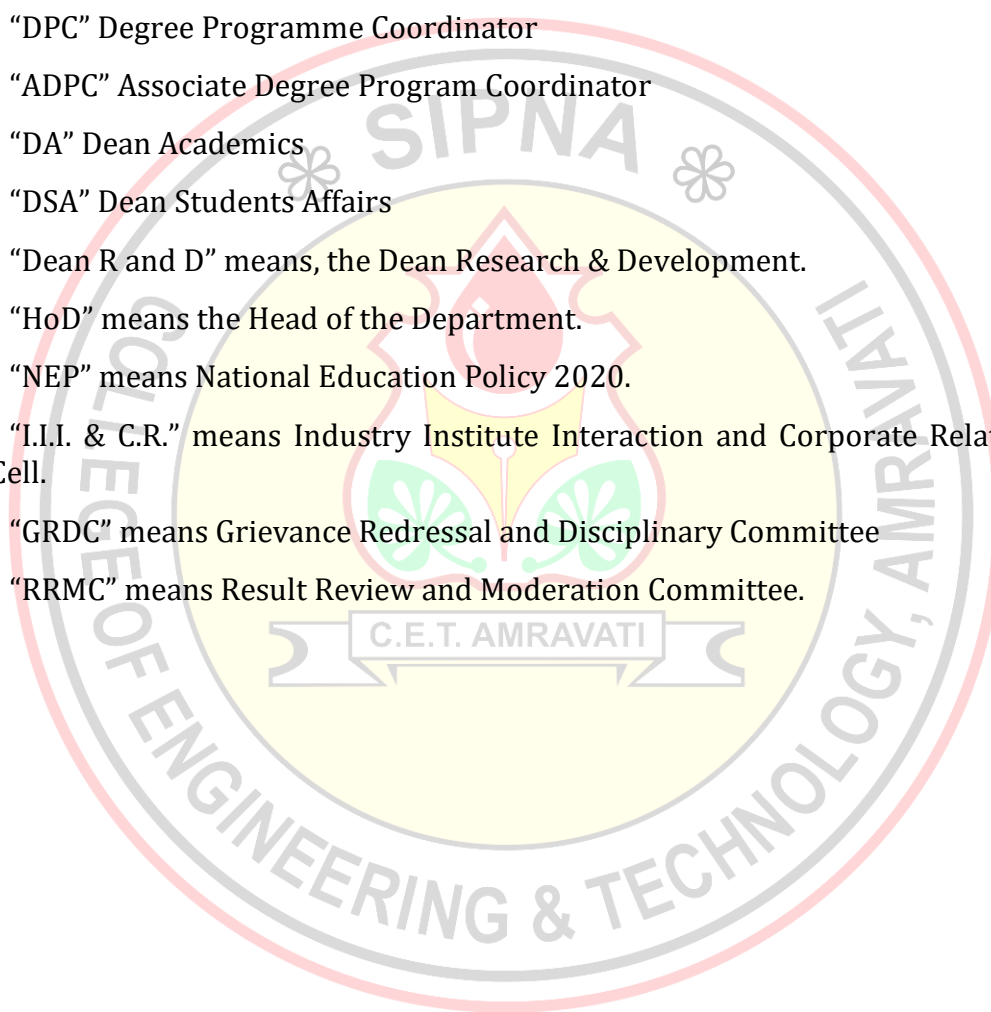 “DPC” Degree Programme Coordinator
“ADPC” Associate Degree Program Coordinator
“DA” Dean Academics
“DSA” Dean Students Affairs
“Dean R and D” means, the Dean Research & Development.
“HoD” means the Head of the Department.
“NEP” means National Education Policy 2020.
“I.I.I. & C.R.” means Industry Institute Interaction and Corporate
Cell.
“GRDC” means Grievance Redressal and Disciplinary Committee
“RRMC” means Result Review and Moderation Committee.
SIPNA
COLLEGE OF ENGINEERING & TECHNOLOGY, AMRAVATI
C.E.T. AMRAVATI